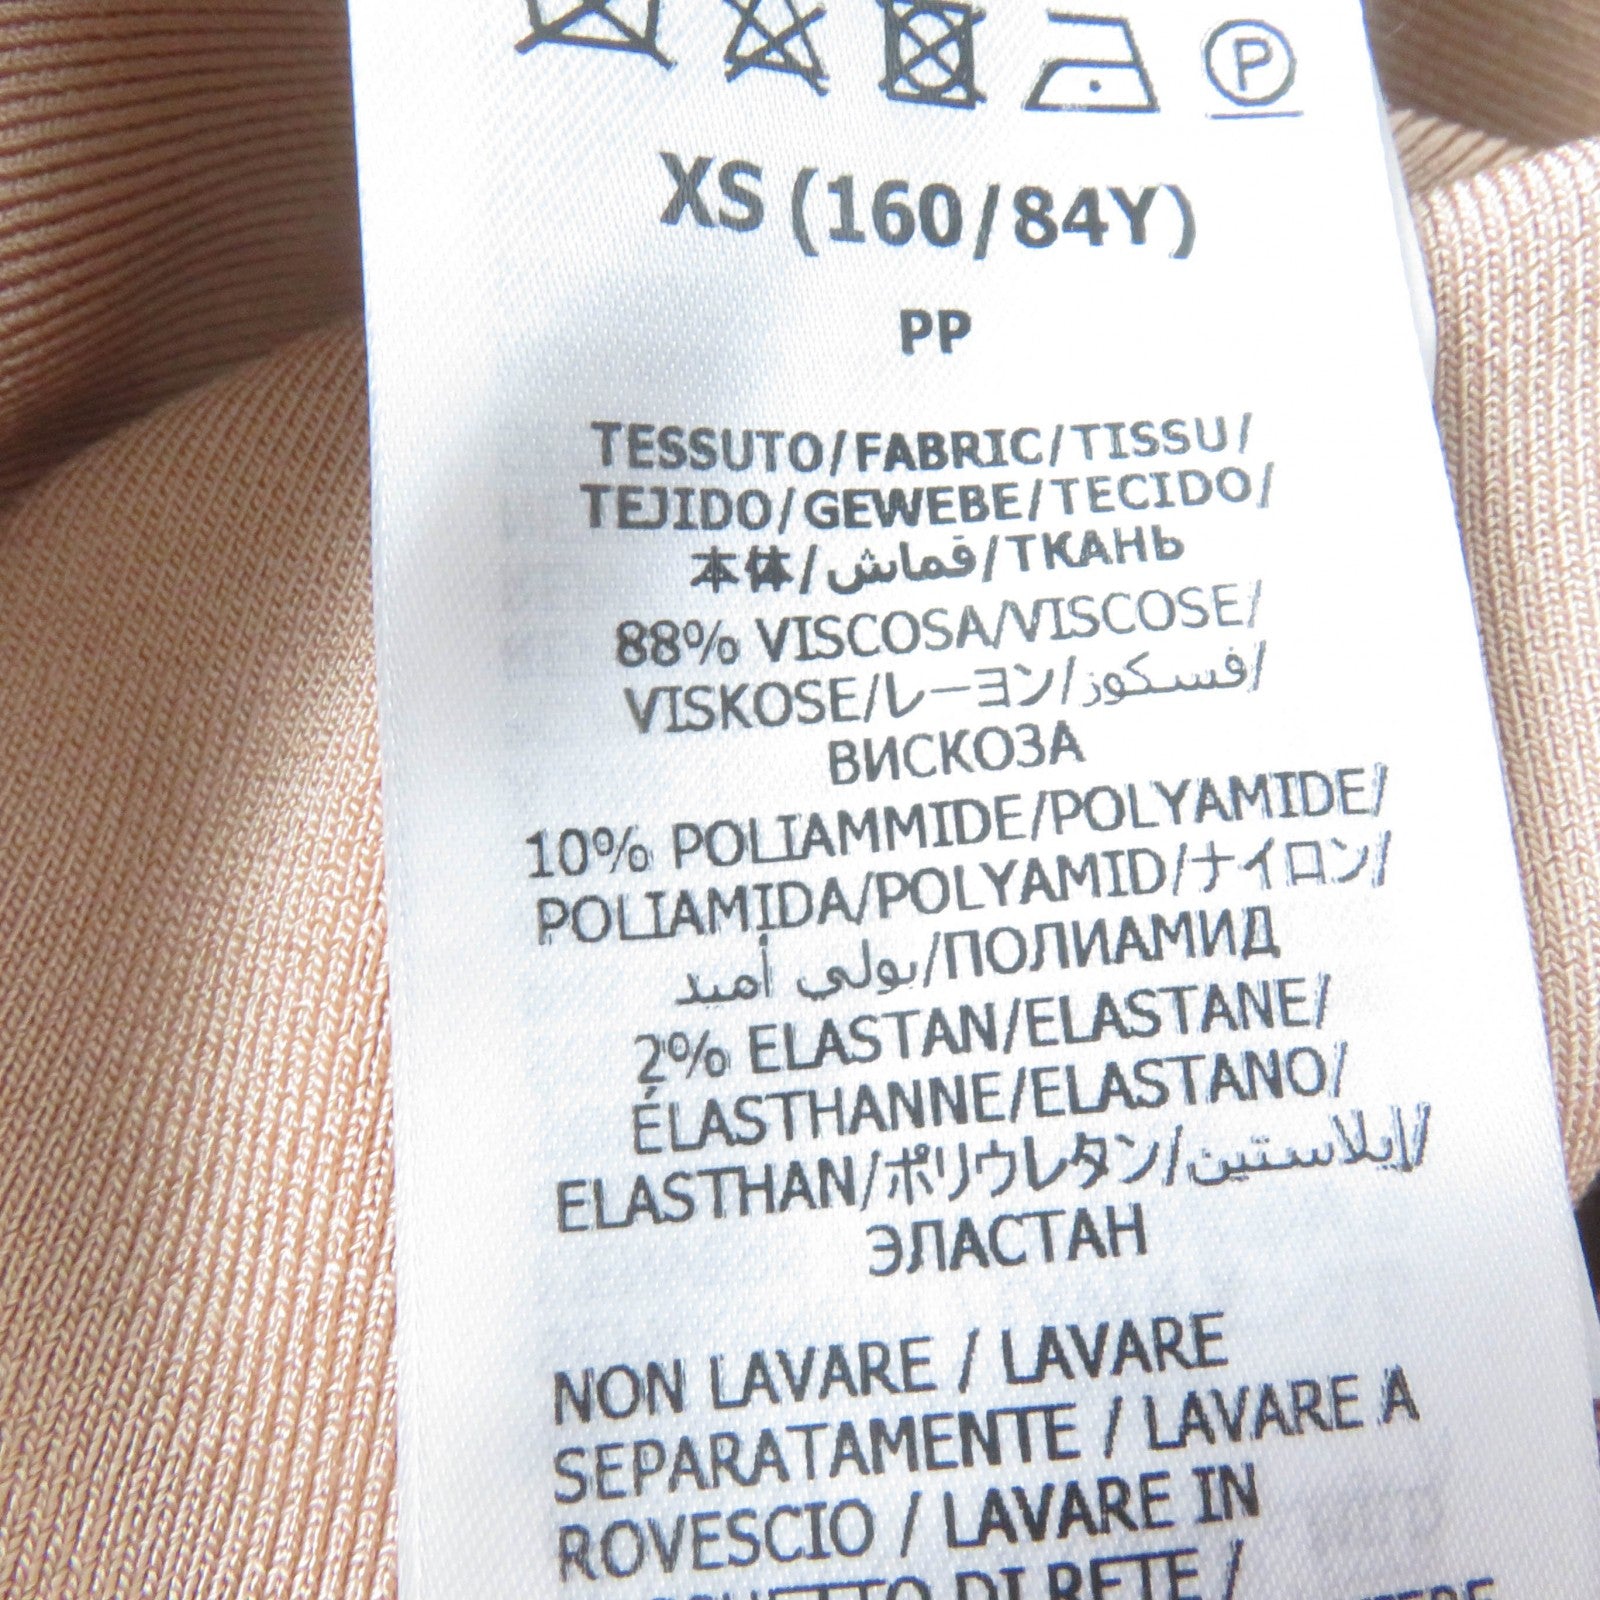 P
XS (160/84Y)
PP
TESSUTO/FABRIC/TISSU/
TEJIDO/GEWEBE/TECIDO/
本体/قماش/ТКАНЬ
88% VISCOSA/VISCOSE/
VISKOSE/レーヨン/فسكوز/
ВИСКОЗА
10% POLIAMMIDE/POLYAMIDE/
POLIAMIDA/POLYAMID/ナイロン/
بولي أميد/ПОЛИАМИД
2% ELASTAN/ELASTANE/
ÉLASTHANNE/ELASTANO/
ELASTHAN/ポリウレタン/إيلاستين/
ЭЛАСТАН
NON LAVARE / LAVARE
SEPARATAMENTE / LAVARE A
ROVESCIO / LAVARE IN
DI RETE /